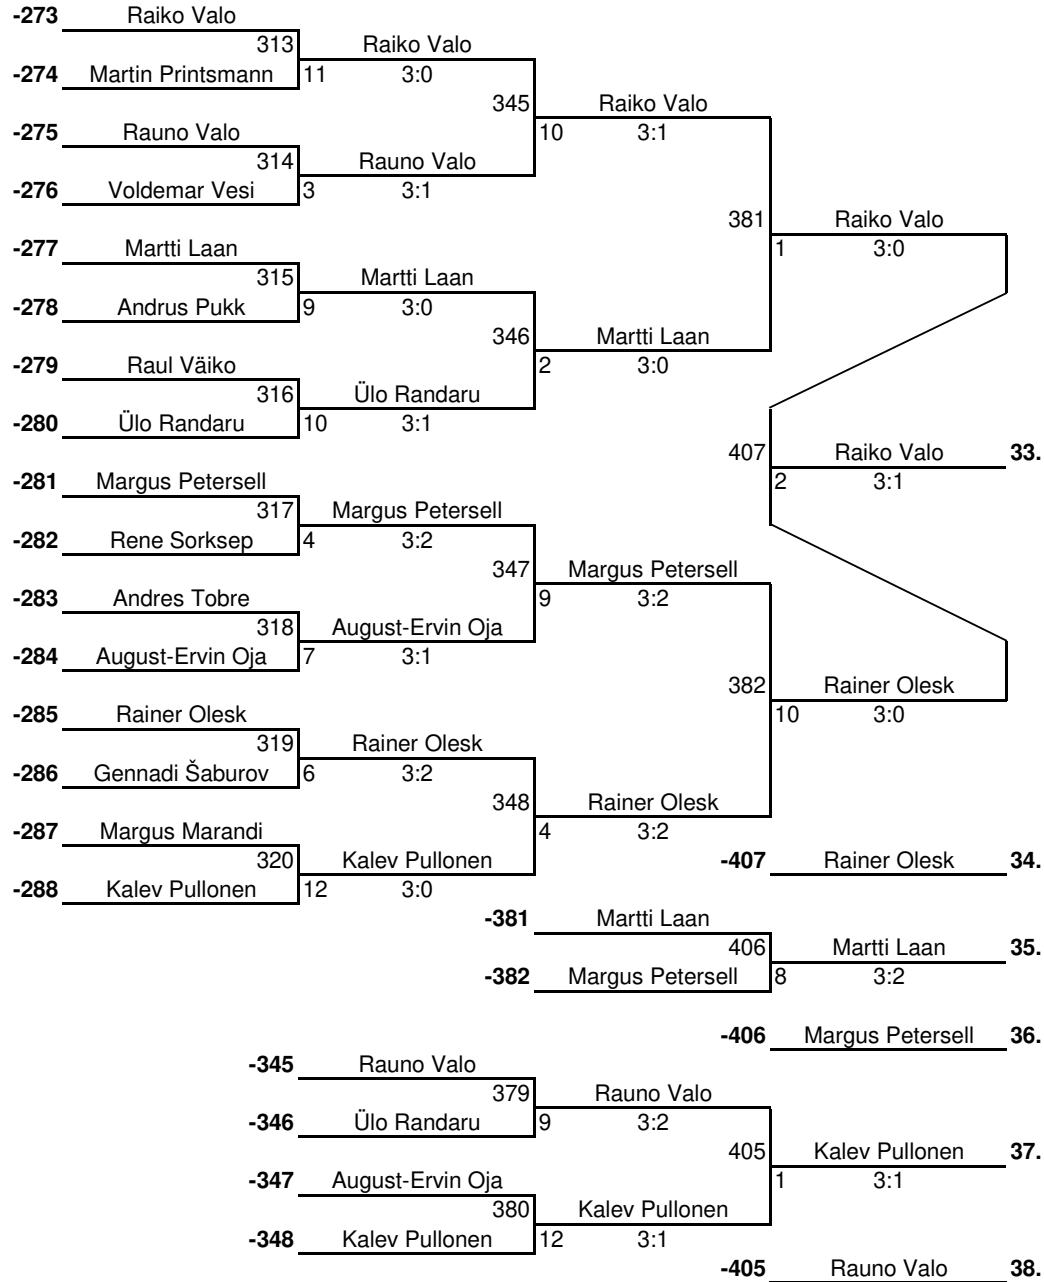 -273 Raiko Valo
313 Raiko Valo
-274 Martin Printsmann 11 3:0
345 Raiko Valo
-275 Rauno Valo 10 3:1
314 Rauno Valo
-276 Voldemar Vesi 3 3:1
381 Raiko Valo
-277 Martti Laan 1 3:0
315 Martti Laan
-278 Andrus Pukk 9 3:0
346 Martti Laan
-279 Raul Väiko 2 3:0
316 Ülo Randaru
-280 Ülo Randaru 10 3:1
407 Raiko Valo 33.
-281 Margus Petersell 2 3:1
317 Margus Petersell
-282 Rene Sorksep 4 3:2
347 Margus Petersell
-283 Andres Tobre 9 3:2
318 August-Ervin Oja
-284 August-Ervin Oja 7 3:1
382 Rainer Olesk
-285 Rainer Olesk 10 3:0
319 Rainer Olesk
-286 Gennadi Šaburov 6 3:2
348 Rainer Olesk
-287 Margus Marandi 4 3:2
320 Kalev Pullonen -407 Rainer Olesk 34.
-288 Kalev Pullonen 12 3:0
-381 Martti Laan
406 Martti Laan 35.
-382 Margus Petersell 8 3:2
-406 Margus Petersell 36.
-345 Rauno Valo
379 Rauno Valo
-346 Ülo Randaru 9 3:2
405 Kalev Pullonen 37.
-347 August-Ervin Oja 1 3:1
380 Kalev Pullonen
-348 Kalev Pullonen 12 3:1
-405 Rauno Valo 38.